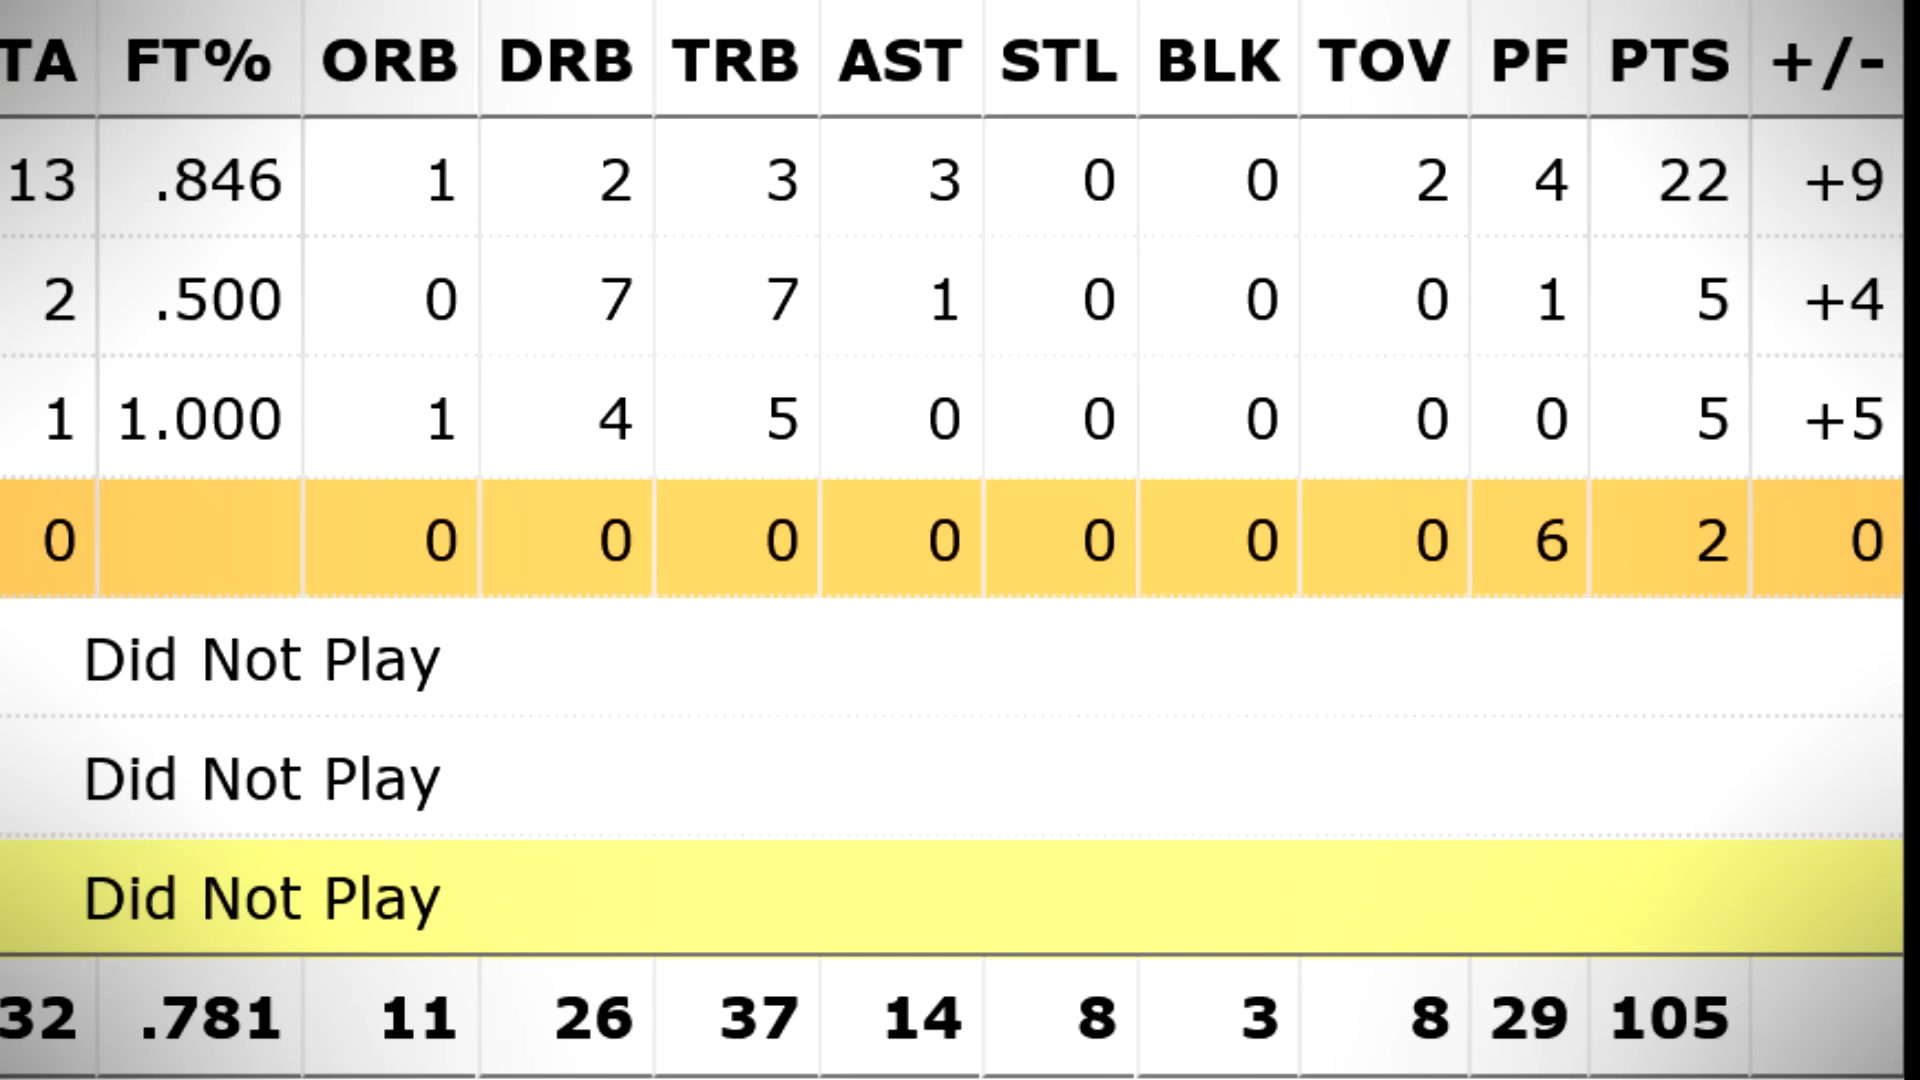 TA FT% ORB DRB TRB AST STL BLK TOV PF PTS +/-
13 .846 1 2 3 3 0 0 2 4 22 +9
2 .500 0 7 7 1 0 0 0 1 5 +4
1 1.000 1 4 5 0 0 0 0 0 5 +5
0 0 0 0 0 0 0 0 6 2 0
Did Not Play
Did Not Play
Did Not Play
32 .781 11 26 37 14 8 3 8 29 105